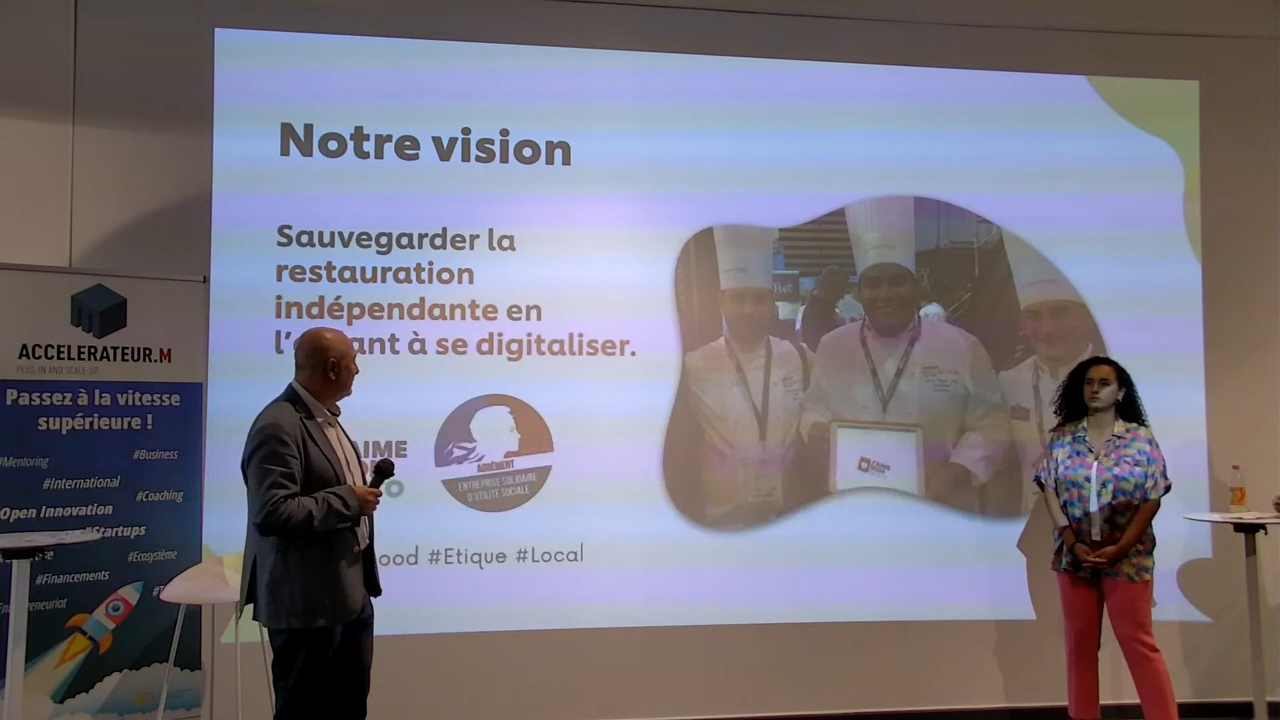 Notre vision
Sauvegarder la
restauration
indépendante en
à se digitaliser.
AGRÉMENT
ENTREPRISE SOLIDAIRE
D'UTILITÉ SOCIALE
#Etique #Local
ACCELERATEUR.M
PLUG-IN AND SCALE-UP
Passez à la vitesse
supérieure !
#Mentoring #Business
#International
#Coaching
Open Innovation
#Startups
#Ecosystème
#Financements